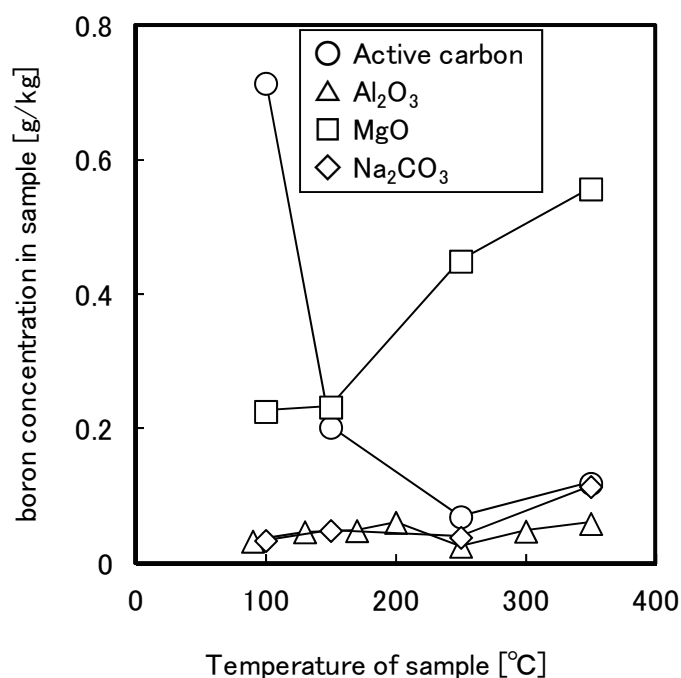 0.8
0.6
0.4
0.2
0
boron concentration in sample [g/kg]
Active carbon
Al₂O₃
MgO
Na₂CO₃
0 100 200 300 400
Temperature of sample [℃]